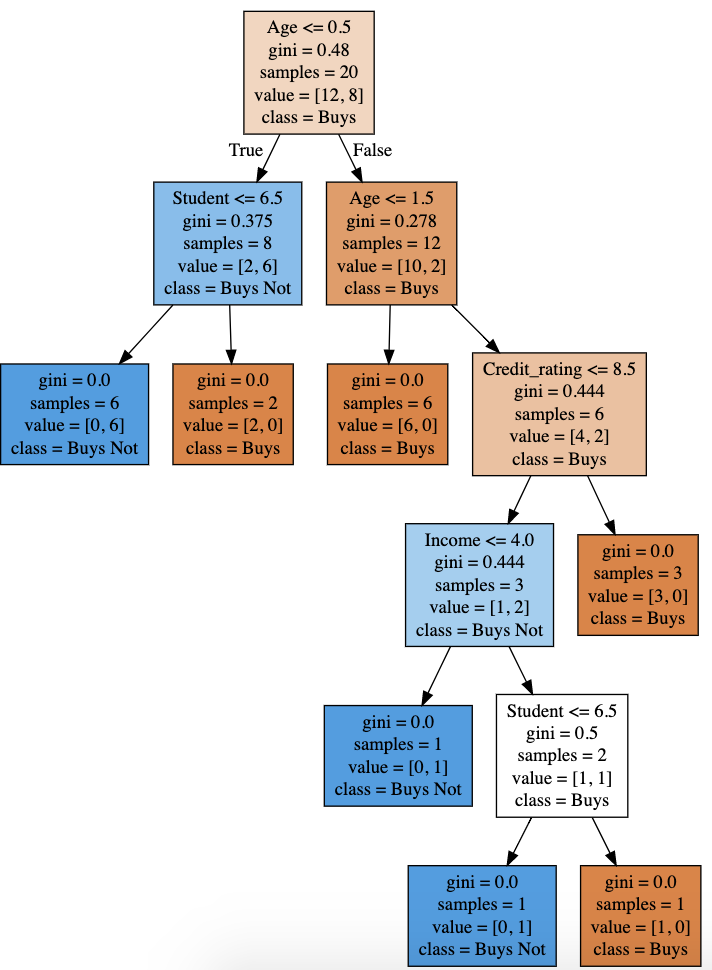 Age <= 0.5
gini = 0.48
samples = 20
value = [12, 8]
class = Buys
True
False
Student <= 6.5
gini = 0.375
samples = 8
value = [2, 6]
class = Buys Not
Age <= 1.5
gini = 0.278
samples = 12
value = [10, 2]
class = Buys
gini = 0.0
samples = 6
value = [0, 6]
class = Buys Not
gini = 0.0
samples = 2
value = [2, 0]
class = Buys
gini = 0.0
samples = 6
value = [6, 0]
class = Buys
Credit_rating <= 8.5
gini = 0.444
samples = 6
value = [4, 2]
class = Buys
Income <= 4.0
gini = 0.444
samples = 3
value = [1, 2]
class = Buys Not
gini = 0.0
samples = 3
value = [3, 0]
class = Buys
gini = 0.0
samples = 1
value = [0, 1]
class = Buys Not
Student <= 6.5
gini = 0.5
samples = 2
value = [1, 1]
class = Buys
gini = 0.0
samples = 1
value = [0, 1]
class = Buys Not
gini = 0.0
samples = 1
value = [1, 0]
class = Buys